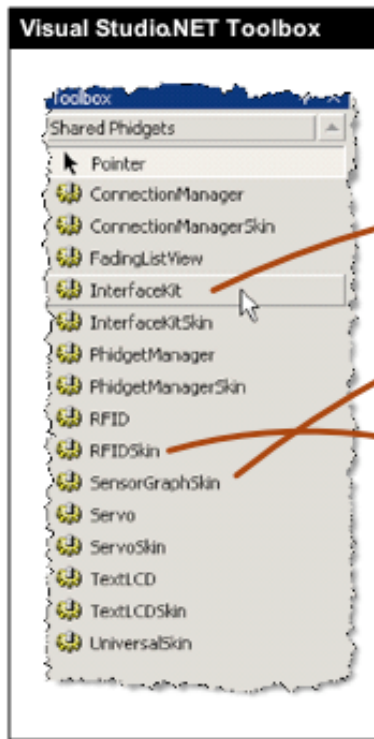 Visual Studio.NET Toolbox
Toolbox
Shared Phidgets
Pointer
ConnectionManager
ConnectionManagerSkin
FadingListView
InterfaceKit
InterfaceKitSkin
PhidgetManager
PhidgetManagerSkin
RFID
RFIDSkin
SensorGraphSkin
Servo
ServoSkin
TextLCD
TextLCDSkin
UniversalSkin